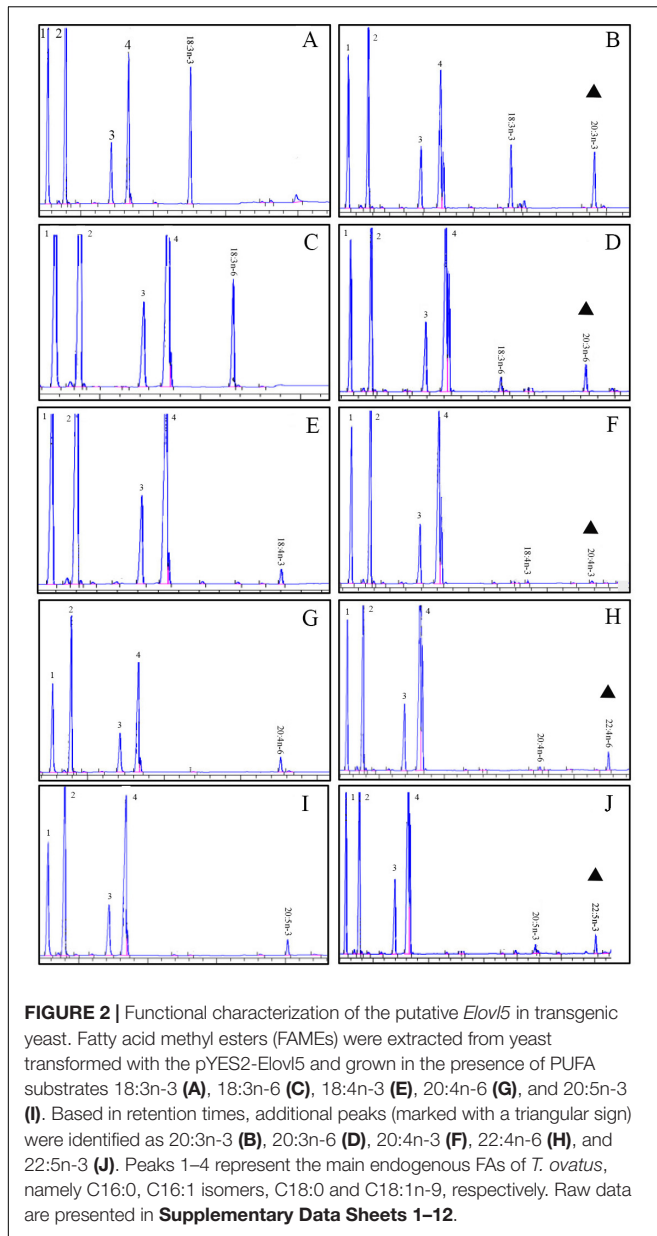 1 2 3 4 18:3n-3 A
1 2 3 4 18:3n-3 20:3n-3 B
1 2 3 4 18:3n-6 C
1 2 3 4 18:3n-6 20:3n-6 D
1 2 3 4 18:4n-3 E
1 2 3 4 18:4n-3 20:4n-3 F
1 2 3 4 20:4n-6 G
1 2 3 4 20:4n-6 22:4n-6 H
1 2 3 4 20:5n-3 I
1 2 3 4 20:5n-3 22:5n-3 J
FIGURE 2 | Functional characterization of the putative Elovl5 in transgenic
yeast. Fatty acid methyl esters (FAMEs) were extracted from yeast
transformed with the pYES2-Elovl5 and grown in the presence of PUFA
substrates 18:3n-3 (A), 18:3n-6 (C), 18:4n-3 (E), 20:4n-6 (G), and 20:5n-3
(I). Based in retention times, additional peaks (marked with a triangular sign)
were identified as 20:3n-3 (B), 20:3n-6 (D), 20:4n-3 (F), 22:4n-6 (H), and
22:5n-3 (J). Peaks 1–4 represent the main endogenous FAs of T. ovatus,
namely C16:0, C16:1 isomers, C18:0 and C18:1n-9, respectively. Raw data
are presented in Supplementary Data Sheets 1–12.